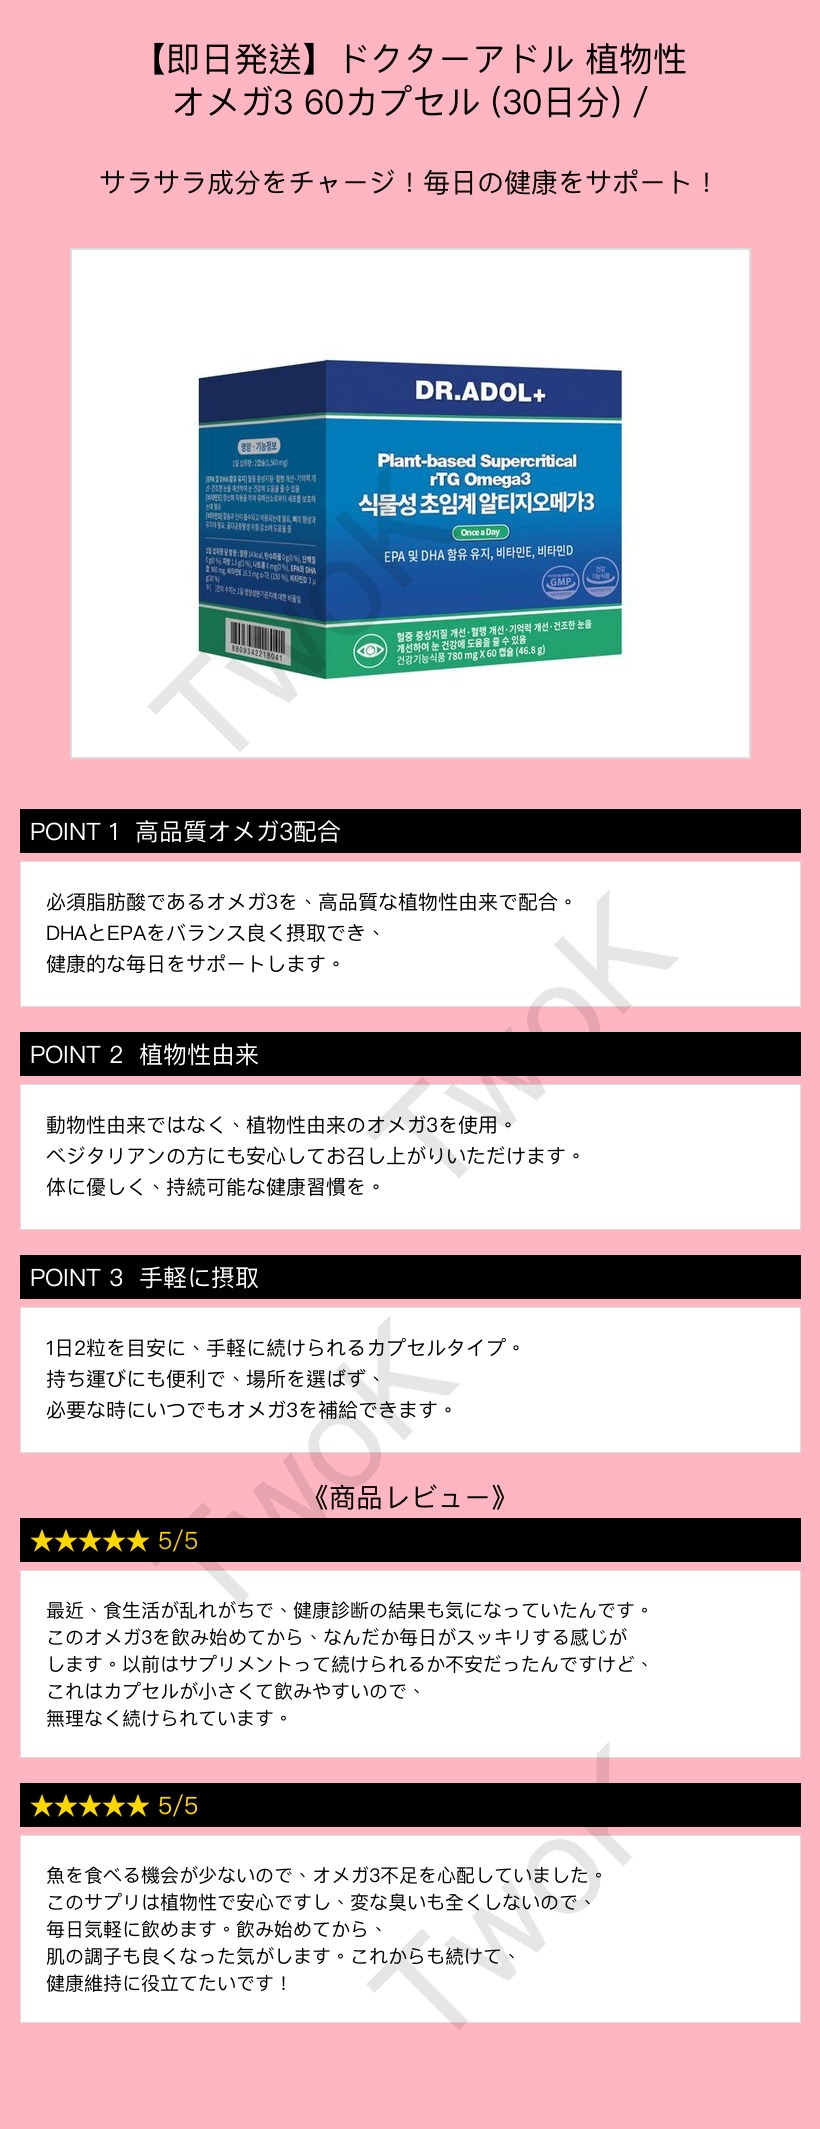 【即日発送】ドクターアドル 植物性
オメガ3 60カプセル (30日分) /
サラサラ成分をチャージ！毎日の健康をサポート！
DR.ADOL+
Plant-based Supercritical
rTG Omega3
식물성 초임계 알티지오메가3
Once a Day
EPA 및 DHA 함유 유지, 비타민E, 비타민D
GMP
건강
기능식품
혈중 중성지질 개선·혈행 개선·기억력 개선·건조한 눈을
개선하여 눈 건강에 도움을 줄 수 있음
건강기능식품 780 mg X 60 캡슐 (46.8 g)
영양·기능정보
1일 섭취량 : 2캡슐(1,560 mg)
8809342218041
TwoK
POINT 1 高品質オメガ3配合
必須脂肪酸であるオメガ3を、高品質な植物性由来で配合。
DHAとEPAをバランス良く摂取でき、
健康的な毎日をサポートします。
TwoK
POINT 2 植物性由来
動物性由来ではなく、植物性由来のオメガ3を使用。
ベジタリアンの方にも安心してお召し上がりいただけます。
体に優しく、持続可能な健康習慣を。
POINT 3 手軽に摂取
1日2粒を目安に、手軽に続けられるカプセルタイプ。
持ち運びにも便利で、場所を選ばず、
必要な時にいつでもオメガ3を補給できます。
TwoK
《商品レビュー》
★★★★★ 5/5
最近、食生活が乱れがちで、健康診断の結果も気になっていたんです。
このオメガ3を飲み始めてから、なんだか毎日がスッキリする感じが
します。以前はサプリメントって続けられるか不安だったんですけど、
これはカプセルが小さくて飲みやすいので、
無理なく続けられています。
★★★★★ 5/5
魚を食べる機会が少ないので、オメガ3不足を心配していました。
このサプリは植物性で安心ですし、変な臭いも全くしないので、
毎日気軽に飲めます。飲み始めてから、
肌の調子も良くなった気がします。これからも続けて、
健康維持に役立てたいです！
TwoK